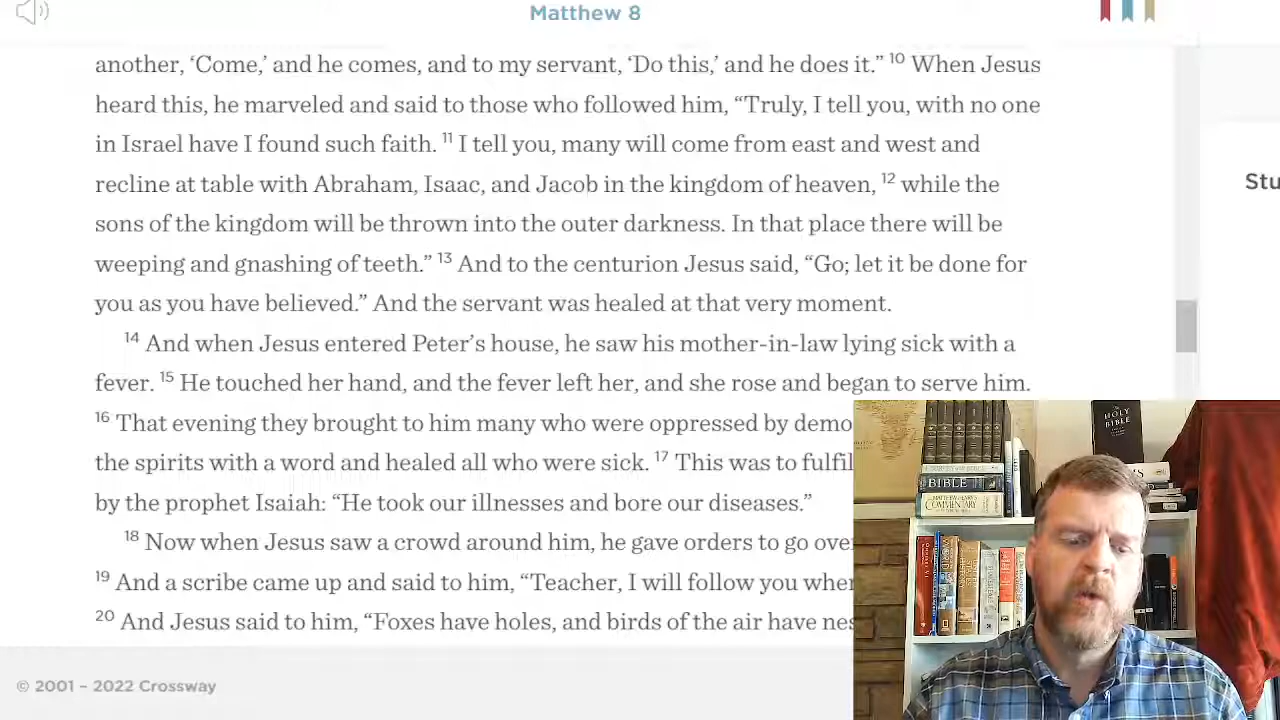 Matthew 8
another, ‘Come,’ and he comes, and to my servant, ‘Do this,’ and he does it.” 10 When Jesus
heard this, he marveled and said to those who followed him, “Truly, I tell you, with no one
in Israel have I found such faith. 11 I tell you, many will come from east and west and
recline at table with Abraham, Isaac, and Jacob in the kingdom of heaven, 12 while the
sons of the kingdom will be thrown into the outer darkness. In that place there will be
weeping and gnashing of teeth.” 13 And to the centurion Jesus said, “Go; let it be done for
you as you have believed.” And the servant was healed at that very moment.
14 And when Jesus entered Peter’s house, he saw his mother-in-law lying sick with a
fever. 15 He touched her hand, and the fever left her, and she rose and began to serve him.
16 That evening they brought to him many who were oppressed by demo
the spirits with a word and healed all who were sick. 17 This was to fulfil
by the prophet Isaiah: “He took our illnesses and bore our diseases.”
18 Now when Jesus saw a crowd around him, he gave orders to go ove
19 And a scribe came up and said to him, “Teacher, I will follow you wher
20 And Jesus said to him, “Foxes have holes, and birds of the air have nes
Stu
© 2001 – 2022 Crossway
HOLY
BIBLE
BIBLE
COMMENTARY